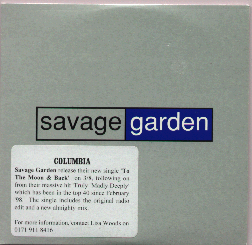 savage garden
COLUMBIA
Savage Garden release their new single 'To
The Moon & Back' on 3/8, following on
from their massive hit 'Truly Madly Deeply'
which has been in the top 40 since February
'98. The single includes the original radio
edit and a new almighty mix.
For more information, contact Lisa Woods on
0171 911 8416